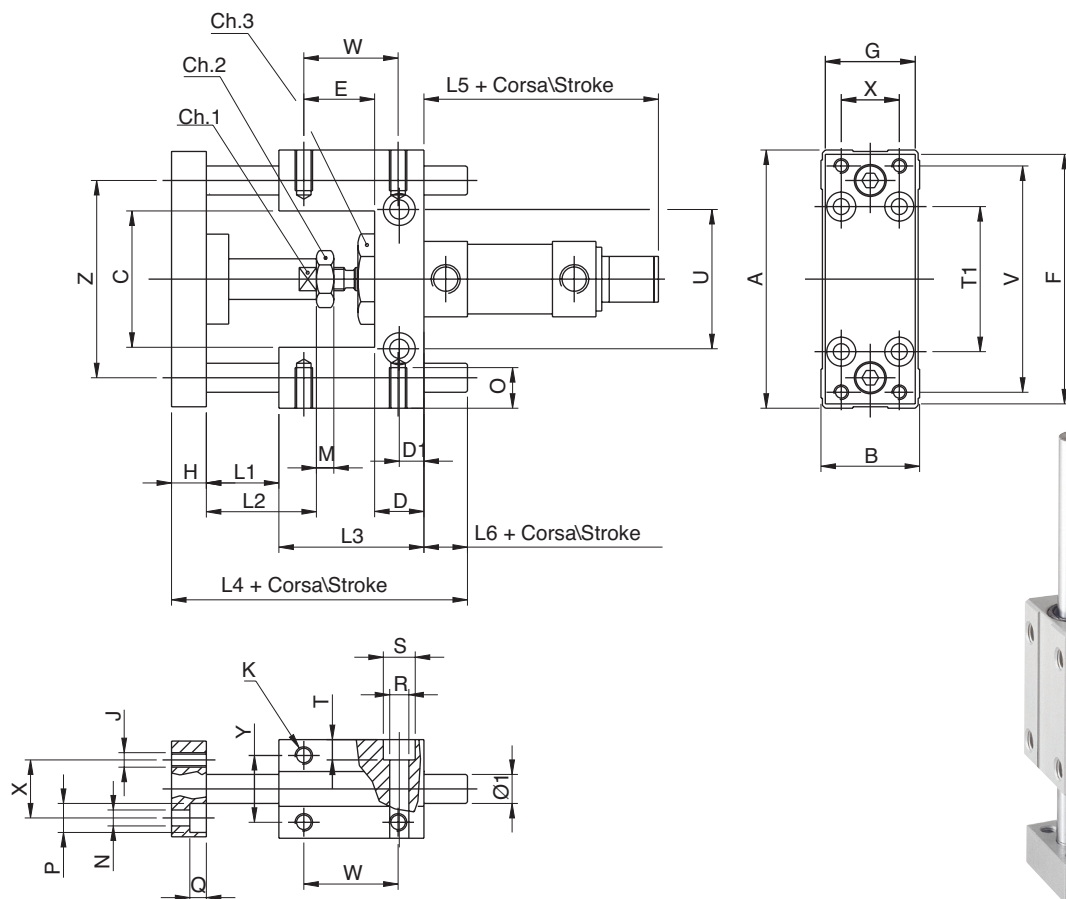 Ch.3
W
G
Ch.2
E
L5 + Corsa\Stroke
X
Ch.1
Z
C
U
A
T1
V
F
O
M
D1
H
L1
B
L2
D
L3
L6 + Corsa\Stroke
L4 + Corsa\Stroke
S
K
R
J
T
Y
X
Ø1
P
N
W
Q